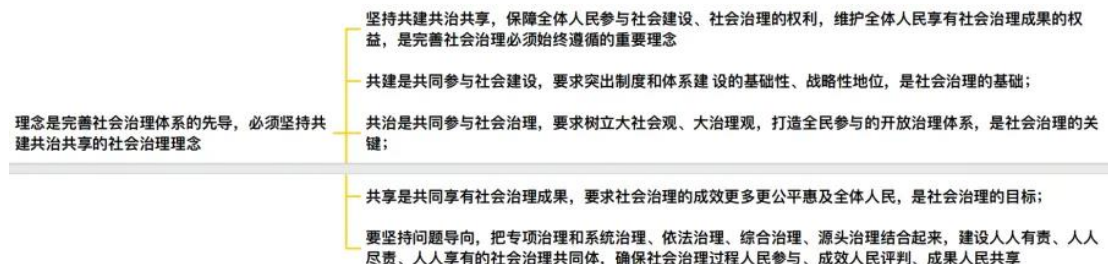 坚持共建共治共享，保障全体人民参与社会建设、社会治理的权利，维护全体人民享有社会治理成果的权
益，是完善社会治理必须始终遵循的重要理念
共建是共同参与社会建设，要求突出制度和体系建 设的基础性、战略性地位，是社会治理的基础；
理念是完善社会治理体系的先导，必须坚持共
建共治共享的社会治理理念
共治是共同参与社会治理，要求树立大社会观、大治理观，打造全民参与的开放治理体系，是社会治理的关
键；
共享是共同享有社会治理成果，要求社会治理的成效更多更公平惠及全体人民，是社会治理的目标；
要坚持问题导向，把专项治理和系统治理、依法治理、综合治理、源头治理结合起来，建设人人有责、人人
尽责、人人享有的社会治理共同体，确保社会治理过程人民参与、成效人民评判、成果人民共享